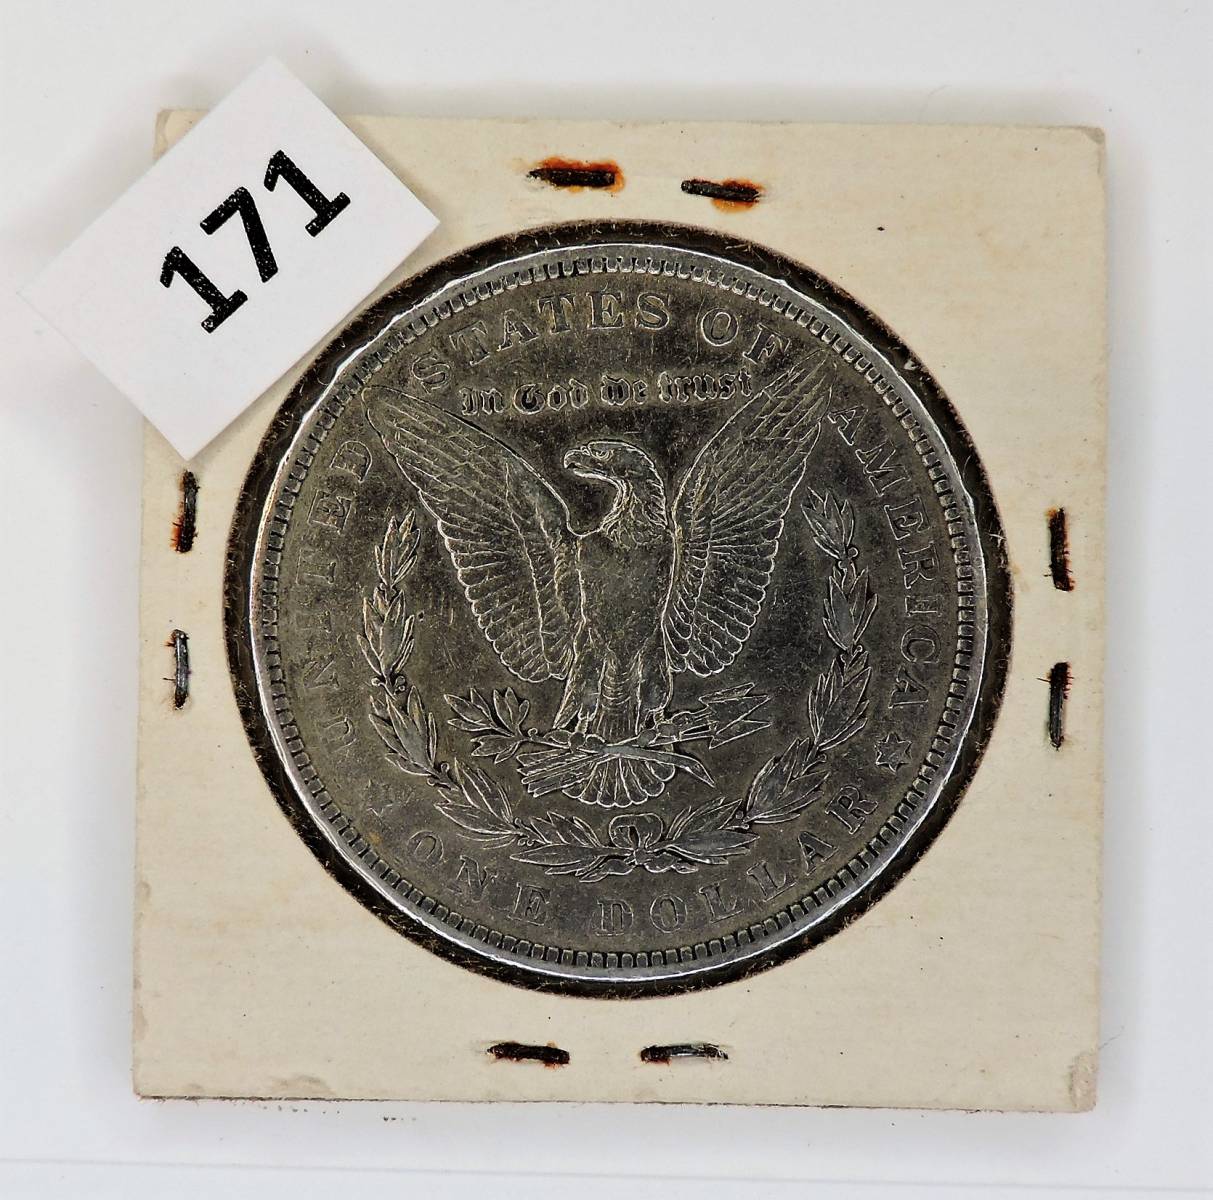 171
UNITED STATES OF AMERICA
In God we trust
ONE DOLLAR